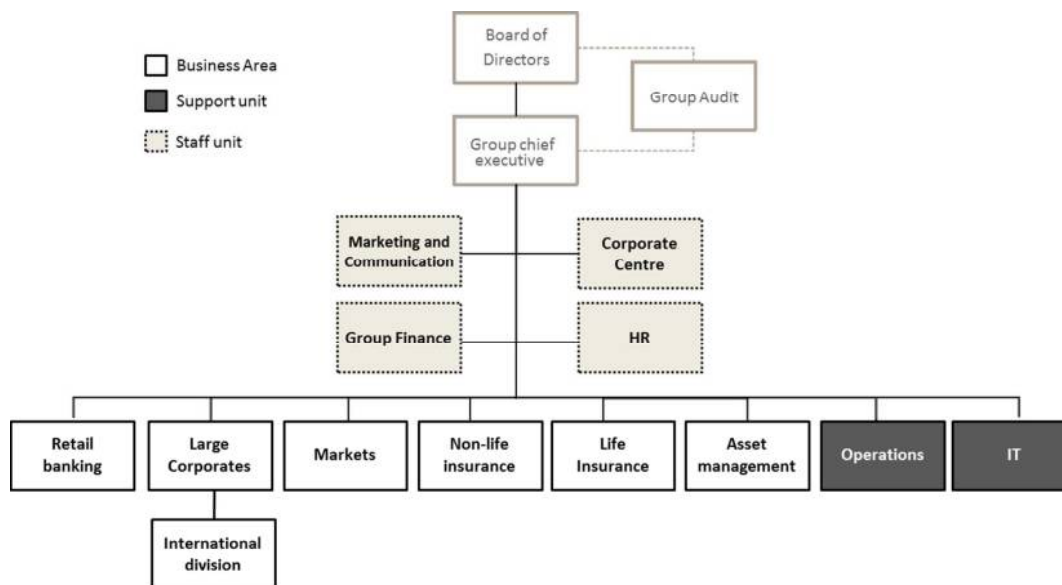 Board of
Directors
Business Area
Support unit
Staff unit
Group Audit
Group chief
executive
Marketing and
Communication
Corporate
Centre
Group Finance
HR
Retail
banking
Large
Corporates
Markets
Non-life
insurance
Life
Insurance
Asset
management
Operations
IT
International
division